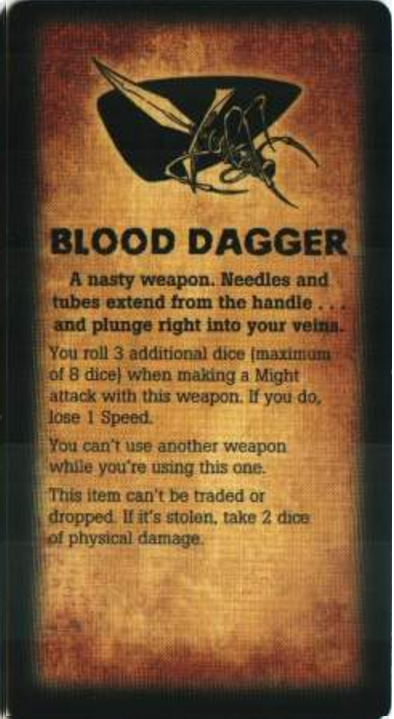 BLOOD DAGGER
A nasty weapon. Needles and
tubes extend from the handle . . .
and plunge right into your veins.
You roll 3 additional dice (maximum
of 8 dice) when making a Might
attack with this weapon. If you do,
lose 1 Speed.
You can't use another weapon
while you're using this one.
This item can't be traded or
dropped. If it's stolen, take 2 dice
of physical damage.